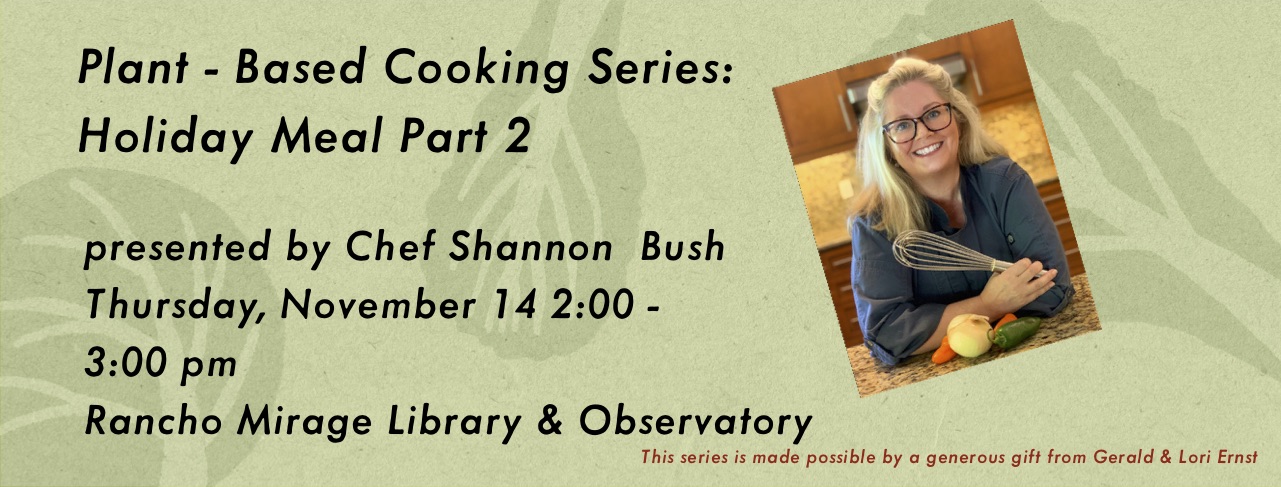 Plant - Based Cooking Series:
Holiday Meal Part 2
presented by Chef Shannon  Bush
Thursday, November 14 2:00 -
3:00 pm
Rancho Mirage Library & Observatory
This series is made possible by a generous gift from Gerald & Lori Ernst